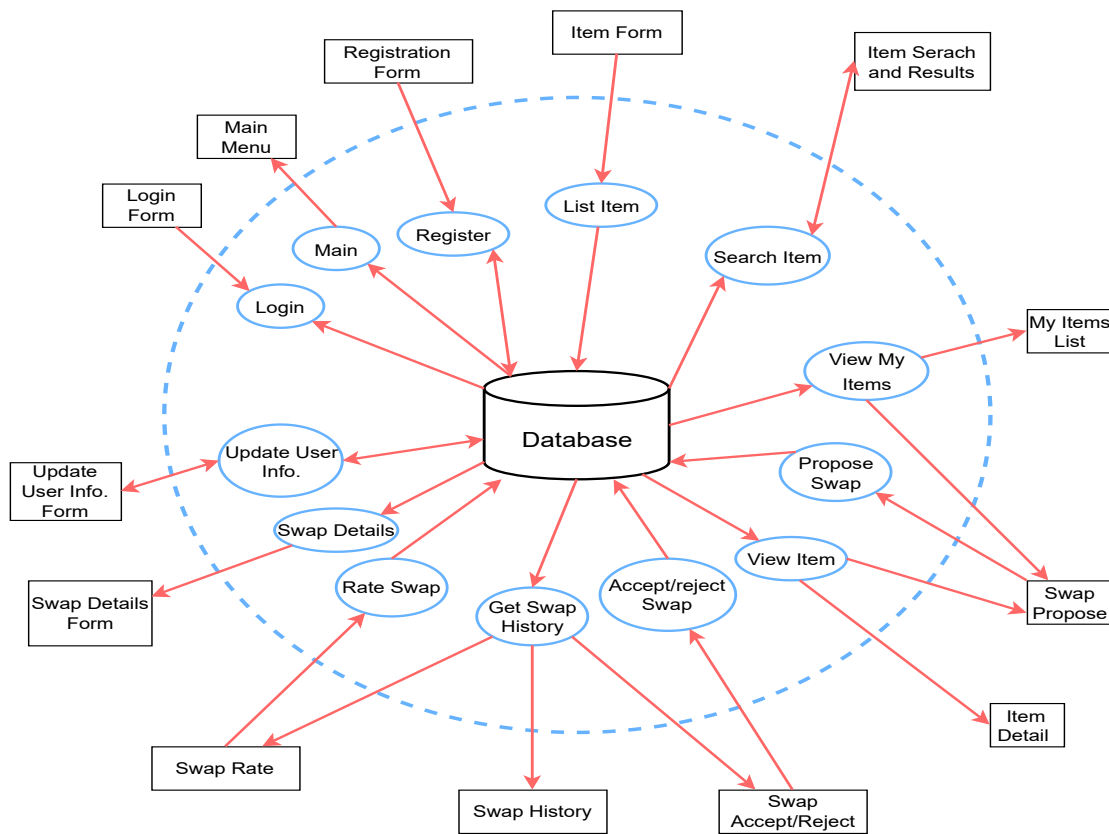 Item Form
Registration
Form
Item Serach
and Results
Main
Menu
Login
Form
List Item
Register
Main
Search Item
Login
My Items
List
View My
Items
Database
Update User
Info.
Propose
Swap
Update
User Info.
Form
Swap Details
View Item
Rate Swap
Accept/reject
Swap
Swap Details
Form
Get Swap
History
Swap
Propose
Item
Detail
Swap Rate
Swap History
Swap
Accept/Reject